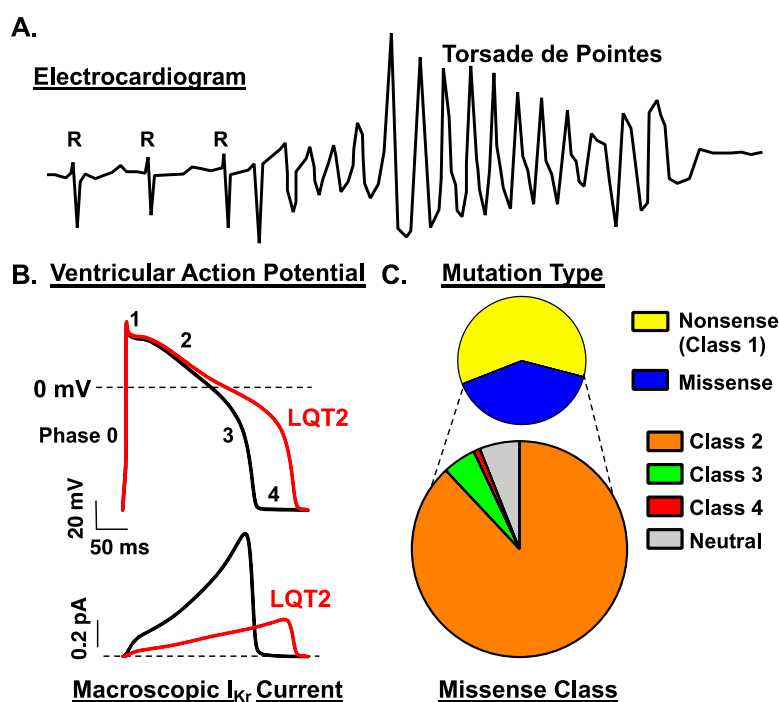 A.
Electrocardiogram
Torsade de Pointes
R R R
B. Ventricular Action Potential
1
2
0 mV
LQT2
Phase 0
3
4
20 mV
50 ms
LQT2
0.2 pA
Macroscopic IKr Current
C. Mutation Type
Nonsense
(Class 1)
Missense
Class 2
Class 3
Class 4
Neutral
Missense Class